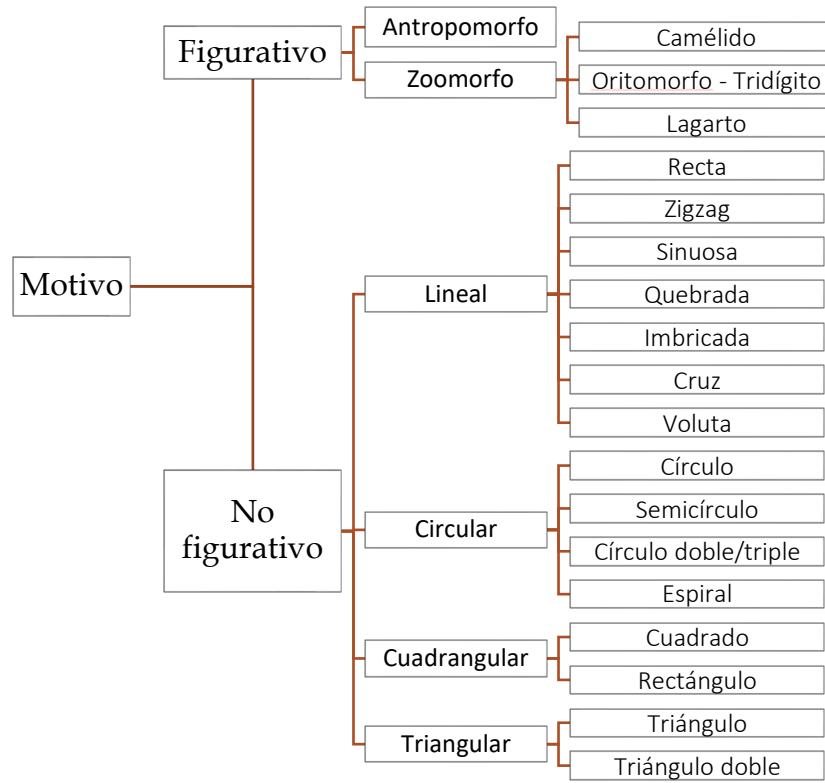 Motivo
Figurativo
Antropomorfo
Zoomorfo
Camélido
Oritomorfo - Tridígito
Lagarto
No
figurativo
Lineal
Recta
Zigzag
Sinuosa
Quebrada
Imbricada
Cruz
Voluta
Circular
Círculo
Semicírculo
Círculo doble/triple
Espiral
Cuadrangular
Cuadrado
Rectángulo
Triangular
Triángulo
Triángulo doble